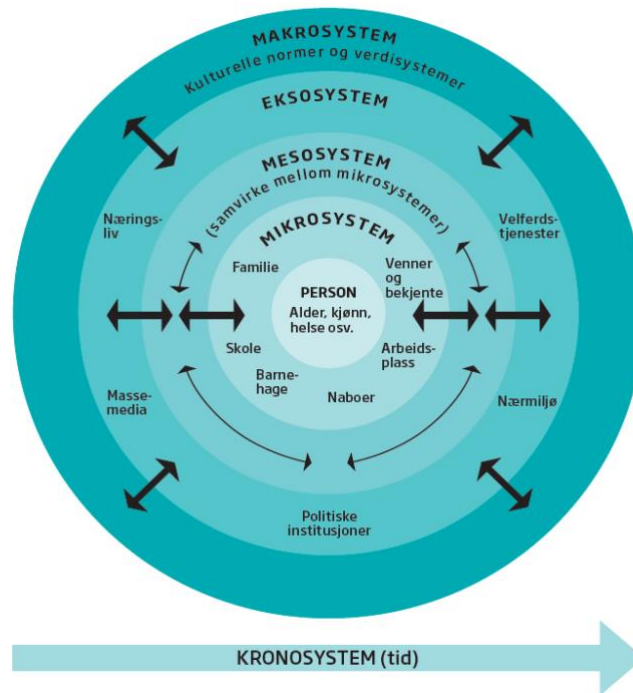 MAKROSYSTEM
Kulturelle normer og verdisystemer
EKSOSYSTEM
MESOSYSTEM
(samvirke mellom mikrosystemer)
MIKROSYSTEM
Nærings-
liv
Velferds-
tjenester
Familie
Venner
og
bekjente
PERSON
Alder, kjønn,
helse osv.
Skole
Arbeids-
plass
Barne-
hage
Naboer
Masse-
media
Nærmiljø
Politiske
institusjoner
KRONOSYSTEM (tid)